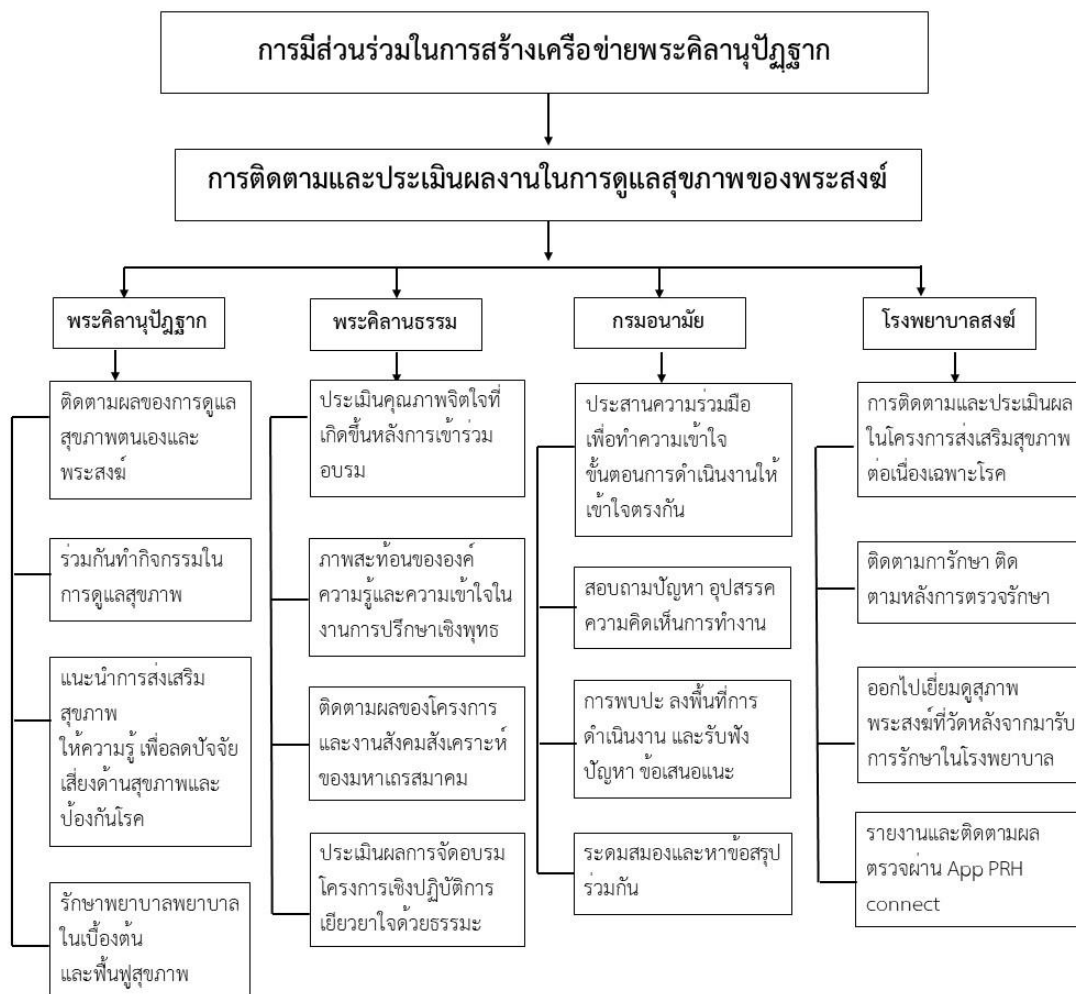 การมีส่วนร่วมในการสร้างเครือข่ายพระคิลานุปัฏฐาก
การติดตามและประเมินผลงานในการดูแลสุขภาพของพระสงฆ์
พระคิลานุปัฏฐาก
ติดตามผลของการดูแล
สุขภาพตนเองและ
พระสงฆ์
ร่วมกันทำกิจกรรมใน
การดูแลสุขภาพ
แนะนำการส่งเสริม
สุขภาพ
ให้ความรู้ เพื่อลดปัจจัย
เสี่ยงด้านสุขภาพและ
ป้องกันโรค
รักษาพยาบาลพยาบาล
ในเบื้องต้น
และฟื้นฟูสุขภาพ
พระคิลานธรรม
ประเมินคุณภาพจิตใจที่
เกิดขึ้นหลังการเข้าร่วม
อบรม
ภาพสะท้อนขององค์
ความรู้และความเข้าใจใน
งานการปรึกษาเชิงพุทธ
ติดตามผลของโครงการ
และงานสังคมสังเคราะห์
ของมหาเถรสมาคม
ประเมินผลการจัดอบรม
โครงการเชิงปฏิบัติการ
เยียวยาใจด้วยธรรมะ
กรมอนามัย
ประสานความร่วมมือ
เพื่อทำความเข้าใจ
ขั้นตอนการดำเนินงานให้
เข้าใจตรงกัน
สอบถามปัญหา อุปสรรค
ความคิดเห็นการทำงาน
การพบปะ ลงพื้นที่การ
ดำเนินงาน และรับฟัง
ปัญหา ข้อเสนอแนะ
ระดมสมองและหาข้อสรุป
ร่วมกัน
โรงพยาบาลสงฆ์
การติดตามและประเมินผล
ในโครงการส่งเสริมสุขภาพ
ต่อเนื่องเฉพาะโรค
ติดตามการักษา ติด
ตามหลังการตรวจรักษา
ออกไปเยี่ยมดูสุภาพ
พระสงฆ์ที่วัดหลังจากมารับ
การรักษาในโรงพยาบาล
รายงานและติดตามผล
ตรวจผ่าน App PRH
connect